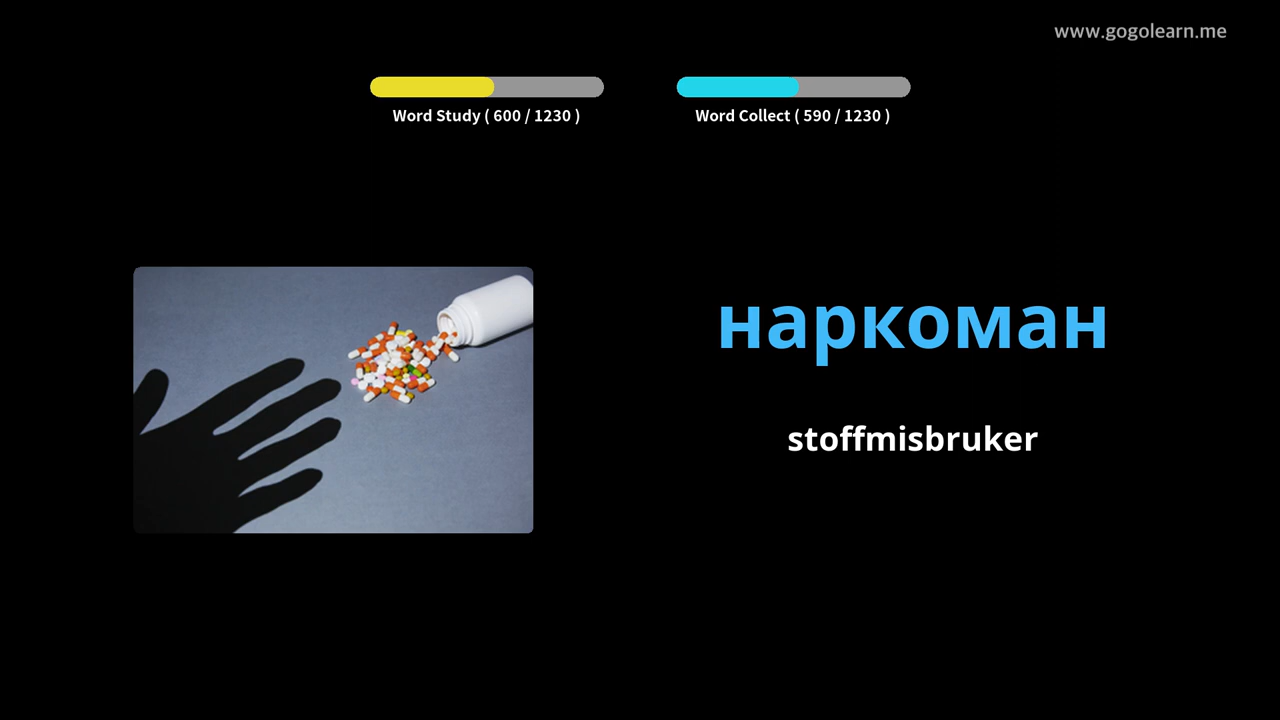 www.gogolearn.me
Word Study ( 600 / 1230 )
Word Collect ( 590 / 1230 )
наркоман
stoffmisbruker